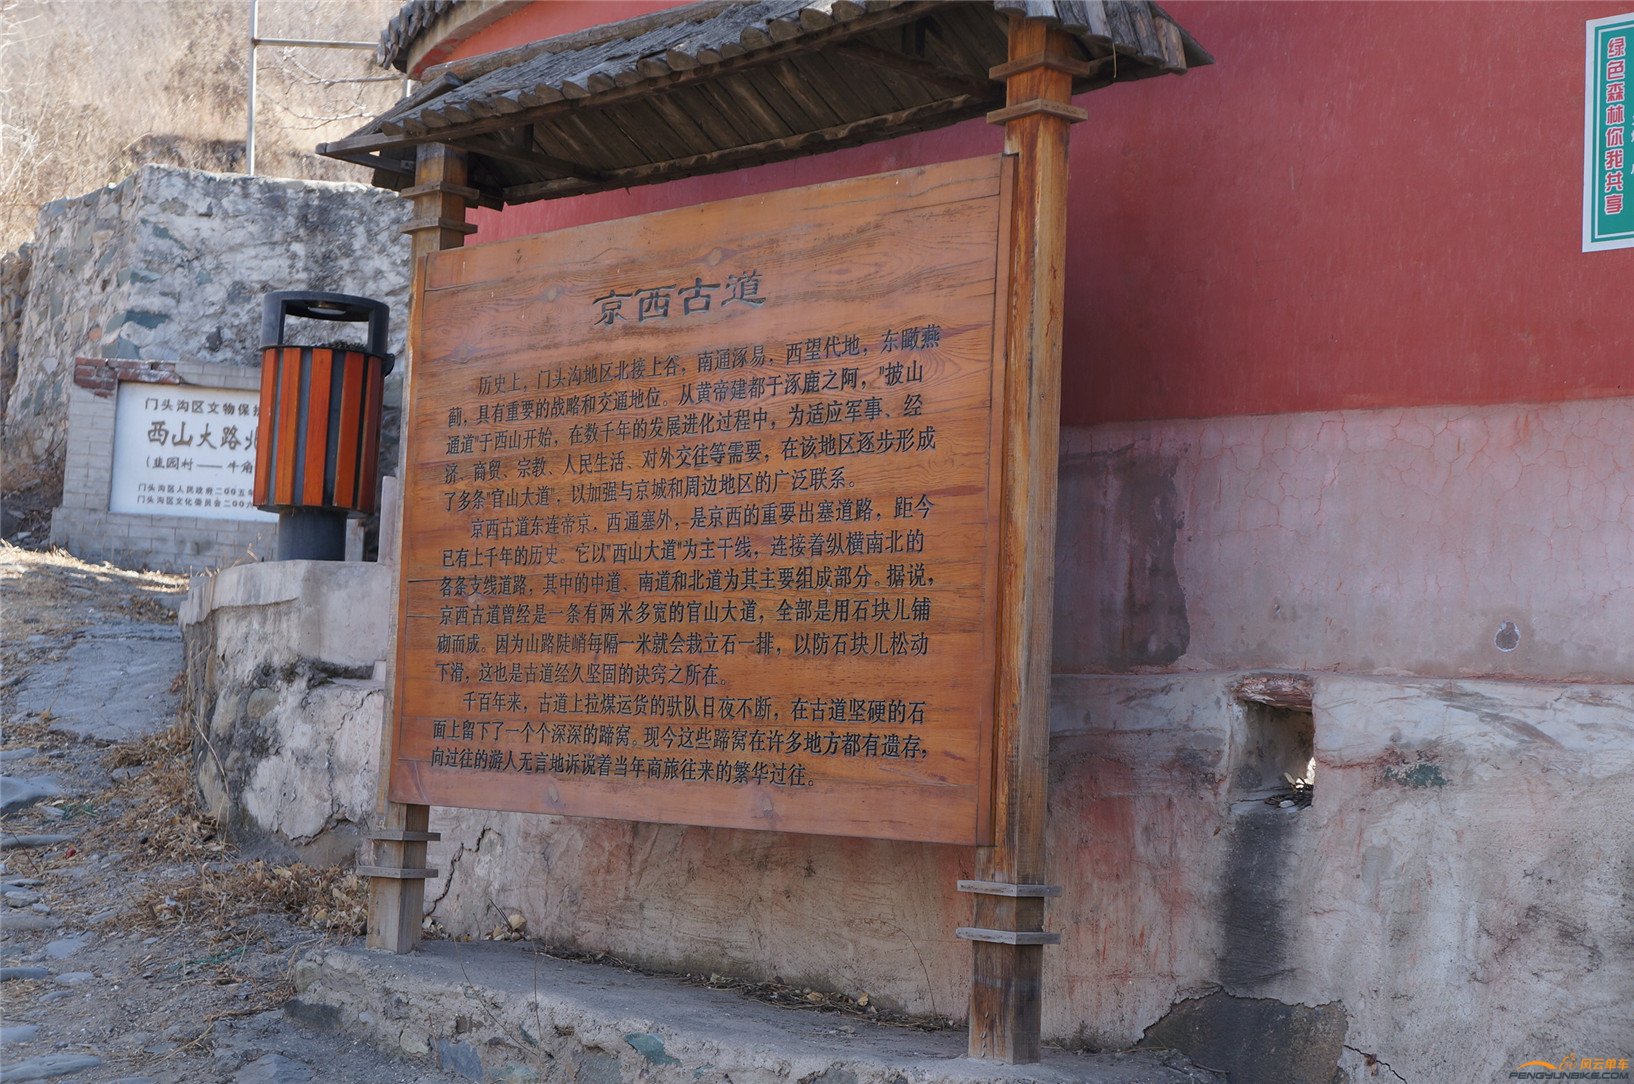 京西古道
历史上，门头沟地区北接上谷，南通涿易，西望代地，东瞰燕
蓟，具有重要的战略和交通地位。从黄帝建都于涿鹿之阿，"披山
通道"于西山开始，在数千年的发展进化过程中，为适应军事、经
济、商贸、宗教、人民生活、对外交往等需要，在该地区逐步形成
了多条"官山大道"，以加强与京城和周边地区的广泛联系。
京西古道东连帝京，西通塞外，是京西的重要出塞道路，距今
已有上千年的历史。它以"西山大道"为主干线，连接着纵横南北的
各条支线道路，其中的中道、南道和北道为其主要组成部分。据说，
京西古道曾经是一条有两米多宽的官山大道，全部是用石块儿铺
砌而成。因为山路陡峭每隔一米就会栽立石一排，以防石块儿松动
下滑，这也是古道经久坚固的诀窍之所在。
千百年来，古道上拉煤运货的驮队日夜不断，在古道坚硬的石
面上留下了一个个深深的蹄窝。现今这些蹄窝在许多地方都有遗存，
向过往的游人无言地诉说着当年商旅往来的繁华过往。
门头沟区文物保护
西山大路北
（韭园村——牛角
门头沟区人民政府二00五年
门头沟区文化委员会二00六
绿色森林你我共享
风云单车
FENGYUNBIKE.COM